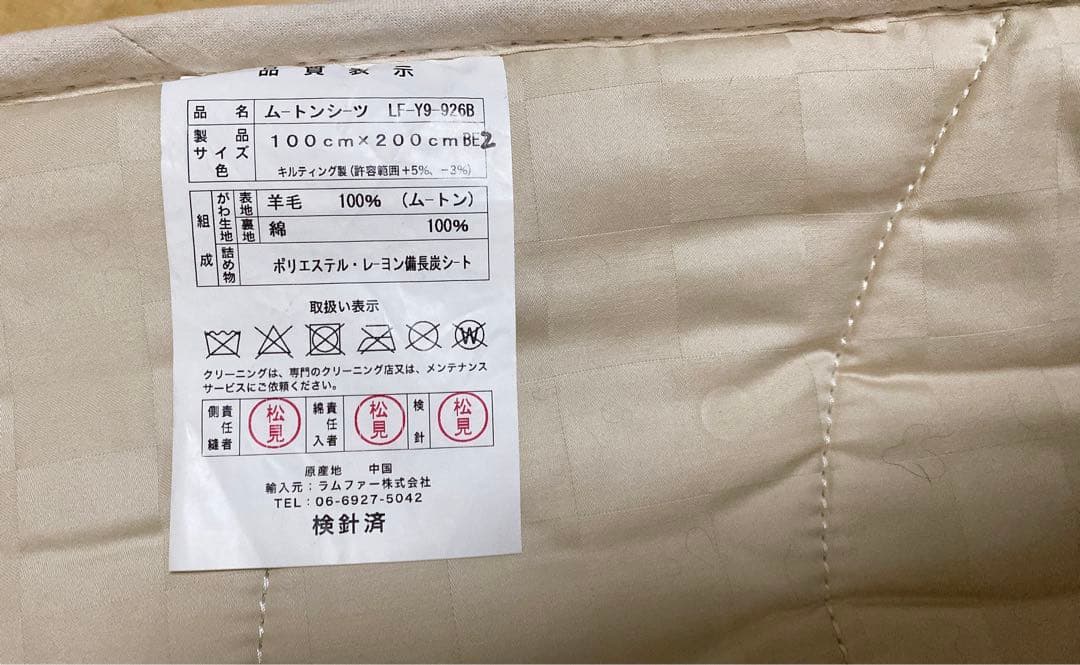 品質表示
品名 ムートンシーツ LF-Y9-926B
製品サイズ 100cm×200cm BE2
色 キルティング製(許容範囲+5%、-3%)
組成 がわ生地 表地 羊毛 100% (ムートン)
裏地 綿 100%
詰め物 ポリエステル・レーヨン備長炭シート
取扱い表示
W
クリーニングは、専門のクリーニング店又は、メンテナンス
サービスにご依頼ください。
側責任縫者 松見 綿責任入者 松見 検針 松見
原産地 中国
輸入元:ラムファー株式会社
TEL:06-6927-5042
検針済